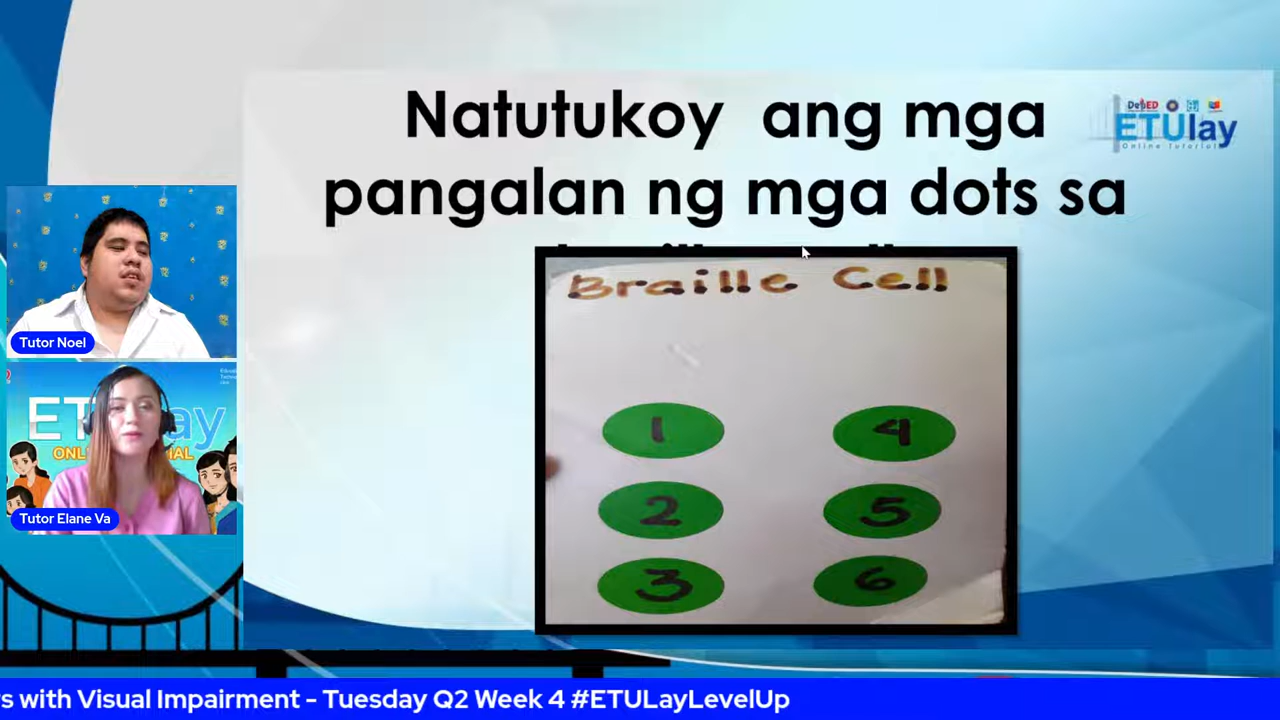 Natutukoy ang mga
pangalan ng mga dots sa
DepED
ETUlay
Online Tutorial
Braille Cell
1
4
2
5
3
6
Tutor Noel
ETUlay
Tutor Elane Va
s with Visual Impairment - Tuesday Q2 Week 4 #ETULayLevelUp